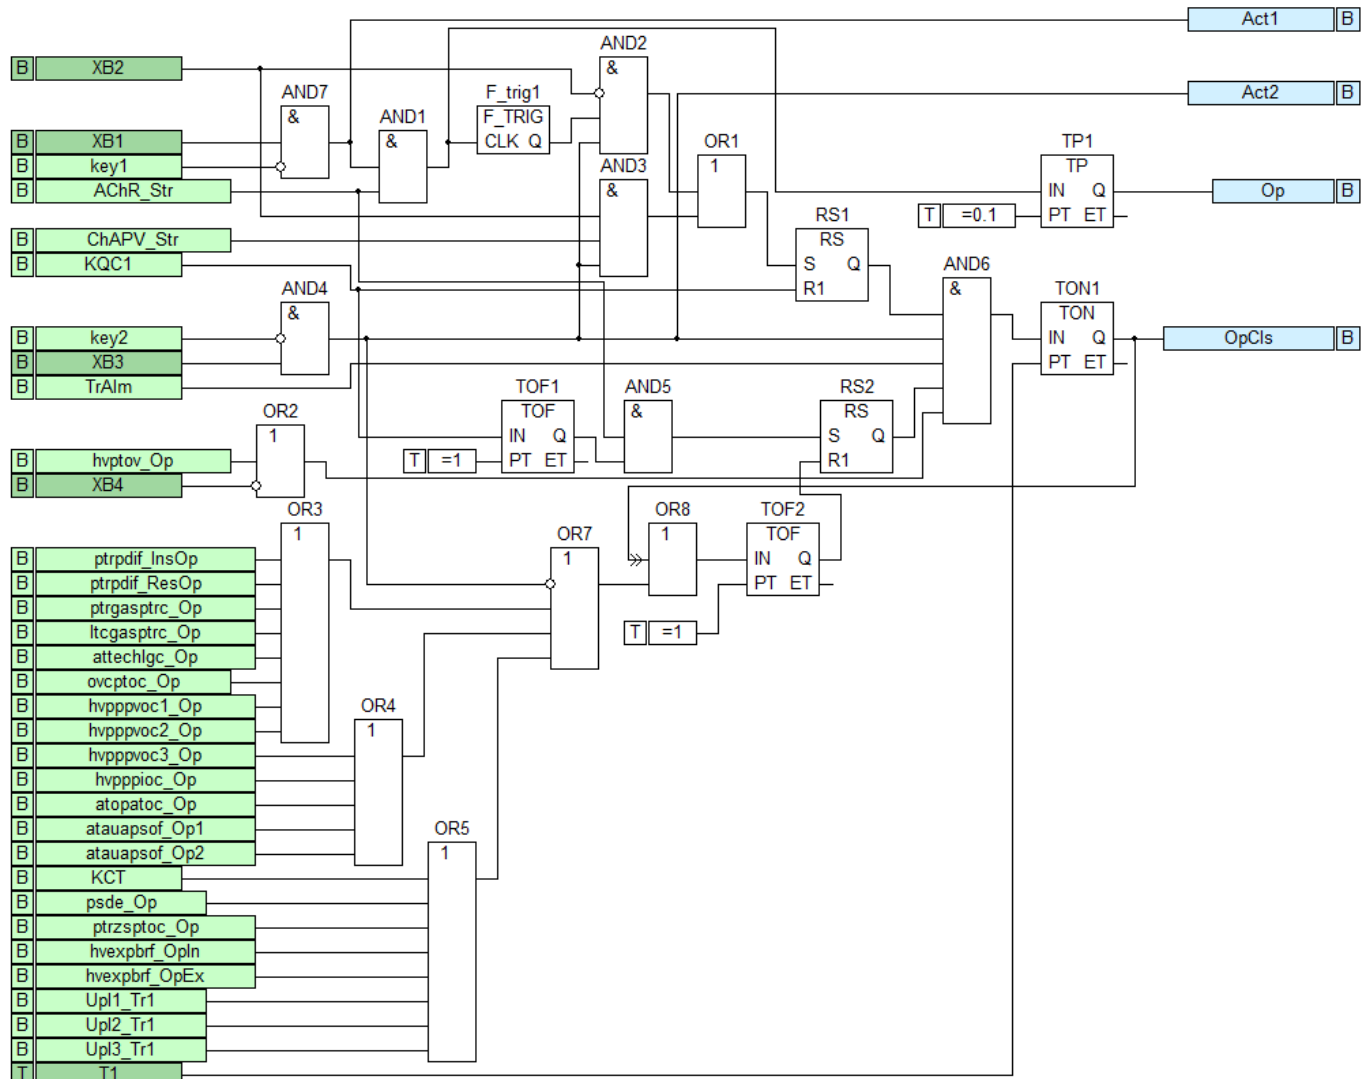 Act1 B
AND2
B XB2 &
AND7 F_trig1 Act2 B
& AND1 F_TRIG
B XB1 & CLK Q OR1 TP1
B key1 AND3 1 TP
B AChR_Str & IN Q Op B
RS1 T =0.1 PT ET
B ChAPV_Str RS
B KQC1 S Q AND6
AND4 R1 & TON1
& TON
B key2 IN Q OpCls B
B XB3 PT ET
B TrAlm TOF1 AND5 RS2
OR2 TOF & RS
1 IN Q S Q
B hvptov_Op T =1 PT ET R1
B XB4
OR3 OR8 TOF2
1 OR7 1 TOF
B ptrpdif_InsOp 1 IN Q
B ptrpdif_ResOp PT ET
B ptrgasptrc_Op
B ltcgasptrc_Op T =1
B attechlgc_Op
B ovcptoc_Op
B hvpppvoc1_Op OR4
B hvpppvoc2_Op 1
B hvpppvoc3_Op
B hvpppioc_Op
B atopatoc_Op
B atauapsof_Op1 OR5
B atauapsof_Op2 1
B KCT
B psde_Op
B ptrzsptoc_Op
B hvexpbrf_OpIn
B hvexpbrf_OpEx
B Upl1_Tr1
B Upl2_Tr1
B Upl3_Tr1
T T1